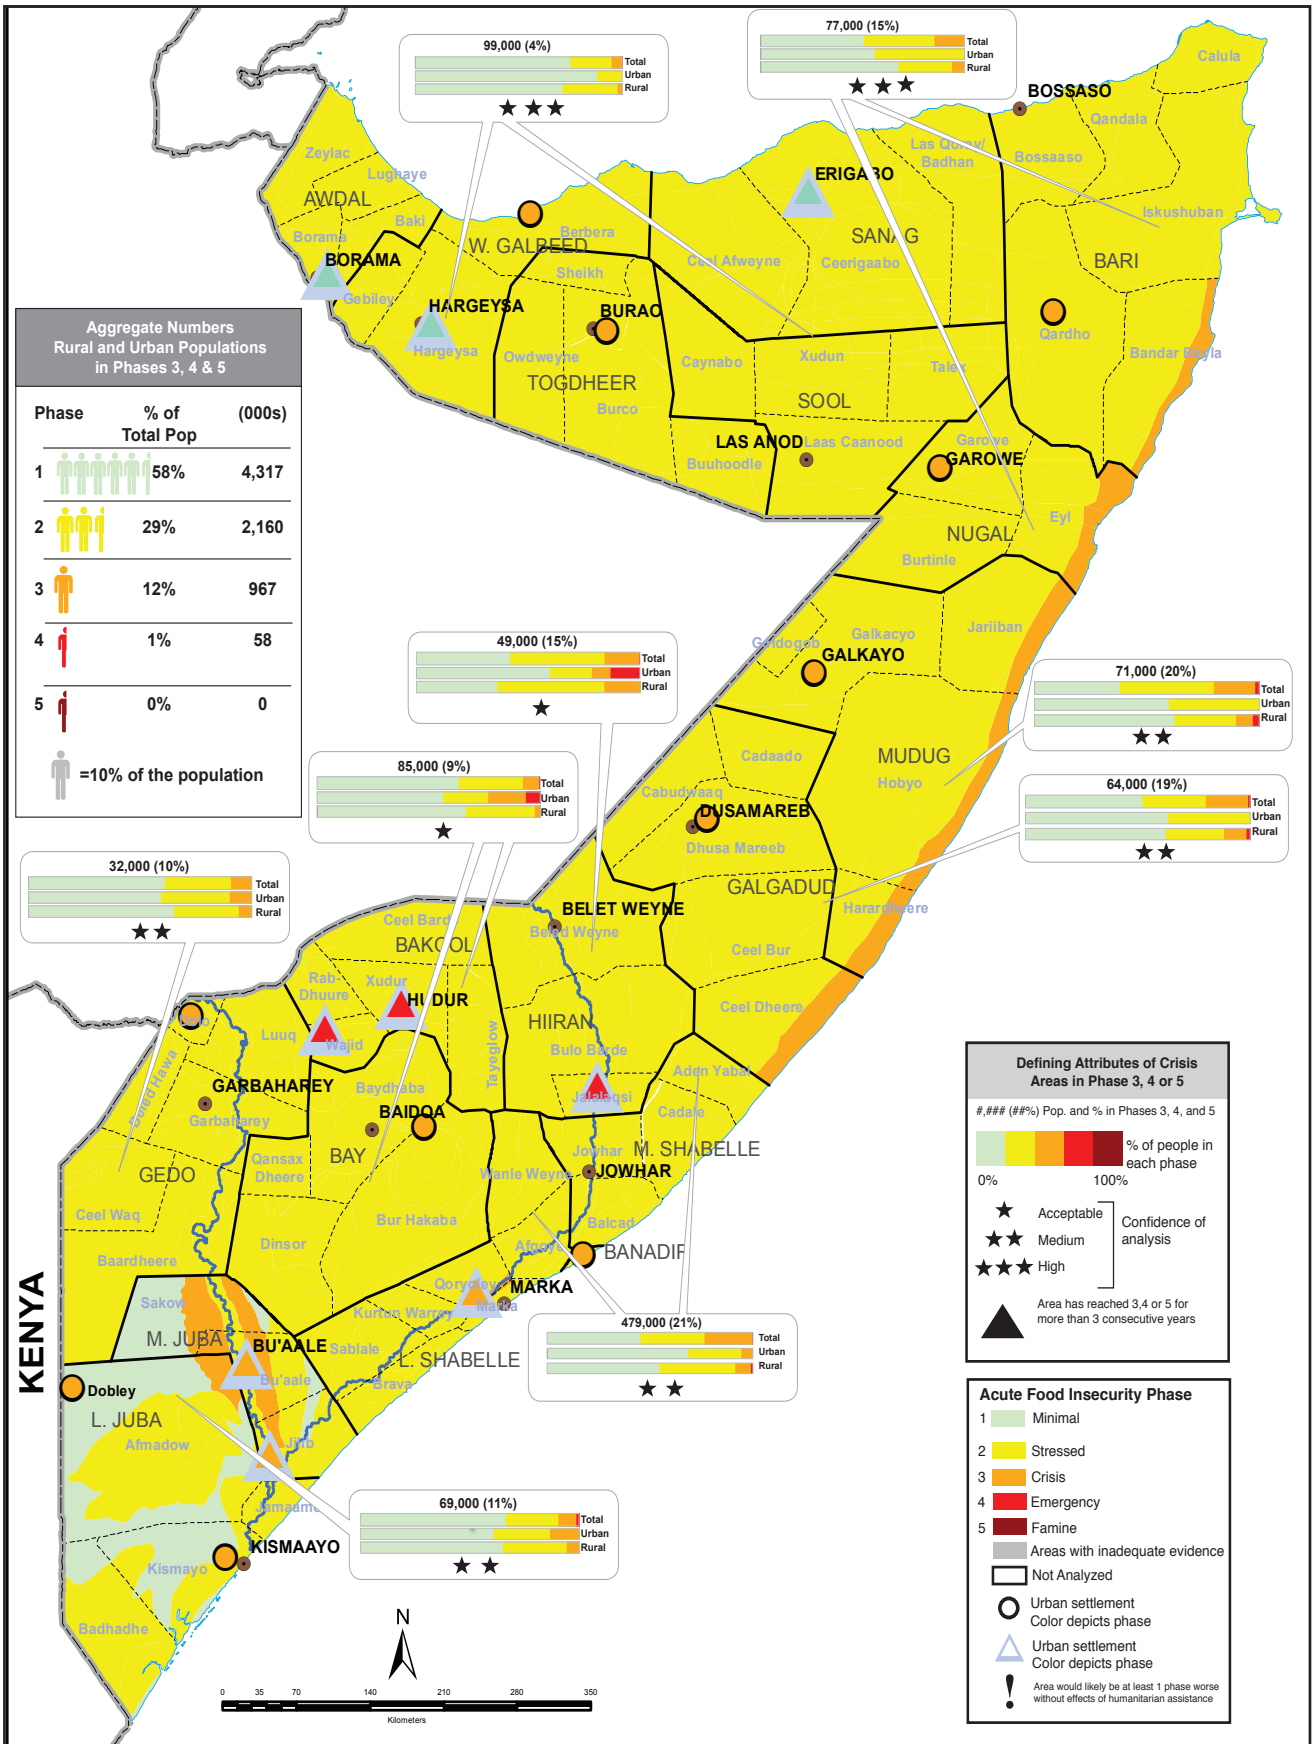 99,000 (4%)
Total
Urban
Rural
77,000 (15%)
Total
Urban
Rural
Calula
BOSSASO
Qandala
Las Qoray/
Badhan
Bossaaso
Zeylac
Lughaye
AWDAL
ERIGABO
Baki
Iskushuban
Borama
Berbera
W. GALBEED
SANAG
BORAMA
Ceel Afweyne
Ceerigaabo
BARI
Sheikh
Gebiley
HARGEYSA
BURAO
Hargeysa
Owdweyne
Qardho
Caynabo
Xudun
Talex
Bandar Bayla
TOGDHEER
Burco
SOOL
LAS ANOD
Laas Caanood
Garowe
GAROWE
Buuhoodle
Eyl
NUGAL
Burtinle
Aggregate Numbers
Rural and Urban Populations
in Phases 3, 4 & 5
Phase
% of
Total Pop
(000s)
1 58% 4,317
2 29% 2,160
3 12% 967
4 1% 58
5 0% 0
=10% of the population
Goldogob
Galkacyo
Jariiban
GALKAYO
49,000 (15%)
Total
Urban
Rural
71,000 (20%)
Total
Urban
Rural
MUDUG
Cadaado
Hobyo
Cabudwaaq
85,000 (9%)
Total
Urban
Rural
64,000 (19%)
Total
Urban
Rural
DUSAMAREB
Dhusa Mareeb
32,000 (10%)
Total
Urban
Rural
GALGADUD
Harardheere
BELET WEYNE
Beled Weyne
Ceel Bur
Ceel Barde
BAKOOL
Rab-
Dhuure
Xudur
HUDUR
Ceel Dheere
Dolo
Luuq
Wajid
HIIRAN
Bulo Barde
Tayeglow
Beled Hawa
GARBAHAREY
Garbaharey
Baydhaba
BAIDOA
Jalalaqsi
Aden Yabal
Cadale
M. SHABELLE
Jowhar
JOWHAR
Qansax
Dheere
BAY
Wanle Weyne
GEDO
Ceel Waq
Bur Hakaba
Dinsor
Balcad
Afgoye
BANADIR
Baardheere
Qoryoley
MARKA
Marka
Kurtun Warrey
Sakow
M. JUBA
BU'AALE
Bu'aale
Sablale
L. SHABELLE
Brava
479,000 (21%)
Total
Urban
Rural
KENYA
Dobley
L. JUBA
Afmadow
Jilib
Jamaame
69,000 (11%)
Total
Urban
Rural
KISMAAYO
Kismayo
Badhadhe
N
0 35 70 140 210 280 350
Kilometers
Defining Attributes of Crisis
Areas in Phase 3, 4 or 5
#,### (##%) Pop. and % in Phases 3, 4, and 5
% of people in
each phase
0% 100%
Acceptable
Medium
High
Confidence of
analysis
Area has reached 3,4 or 5 for
more than 3 consecutive years
Acute Food Insecurity Phase
1 Minimal
2 Stressed
3 Crisis
4 Emergency
5 Famine
Areas with inadequate evidence
Not Analyzed
Urban settlement
Color depicts phase
Urban settlement
Color depicts phase
Area would likely be at least 1 phase worse
without effects of humanitarian assistance